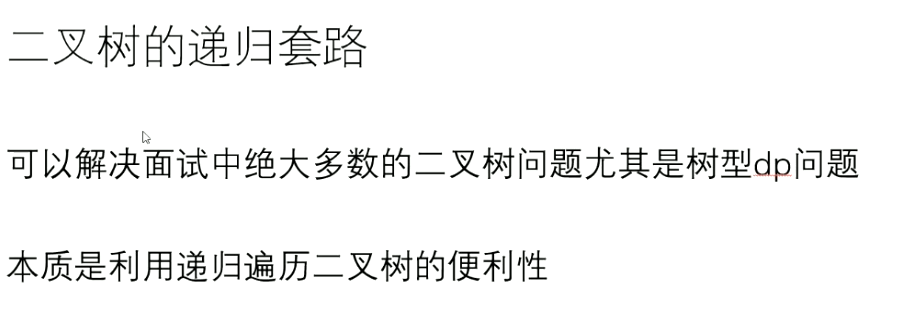 二叉树的递归套路
可以解决面试中绝大多数的二叉树问题尤其是树型dp问题
本质是利用递归遍历二叉树的便利性